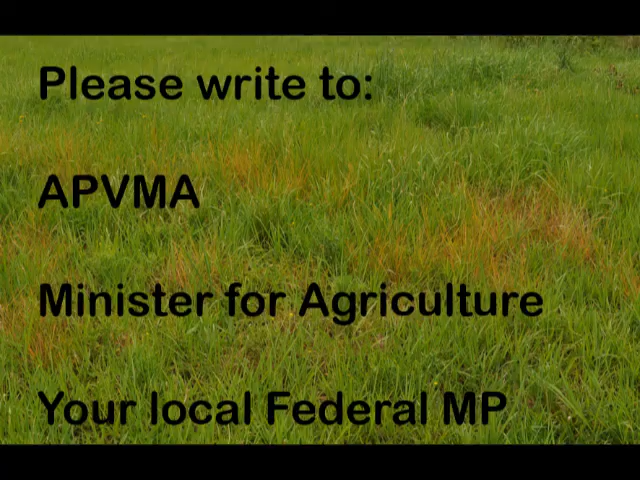 Please write to:
APVMA
Minister for Agriculture
Your local Federal MP